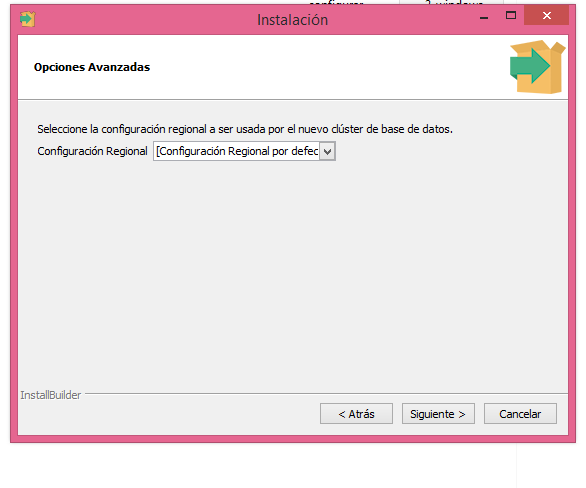 Instalación
Opciones Avanzadas
Seleccione la configuración regional a ser usada por el nuevo clúster de base de datos.
Configuración Regional [Configuración Regional por defec
InstallBuilder
< Atrás Siguiente > Cancelar